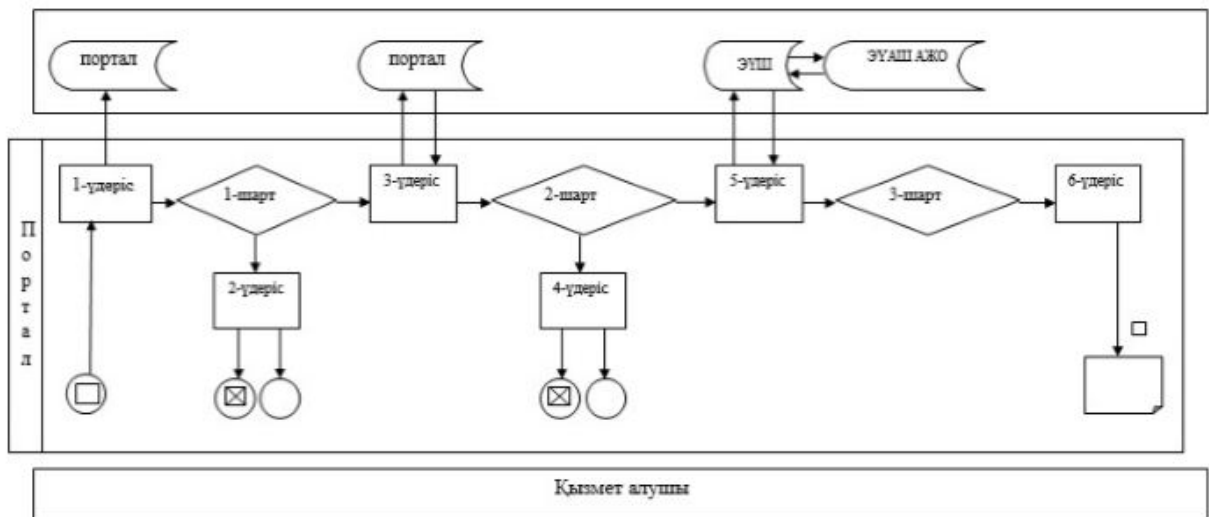 портал
портал
ЭҮШ
ЭҮАШ АЖО
1-үдеріс
1-шарт
3-үдеріс
2-шарт
5-үдеріс
3-шарт
6-үдеріс
Портал
2-үдеріс
4-үдеріс
Қызмет алушы